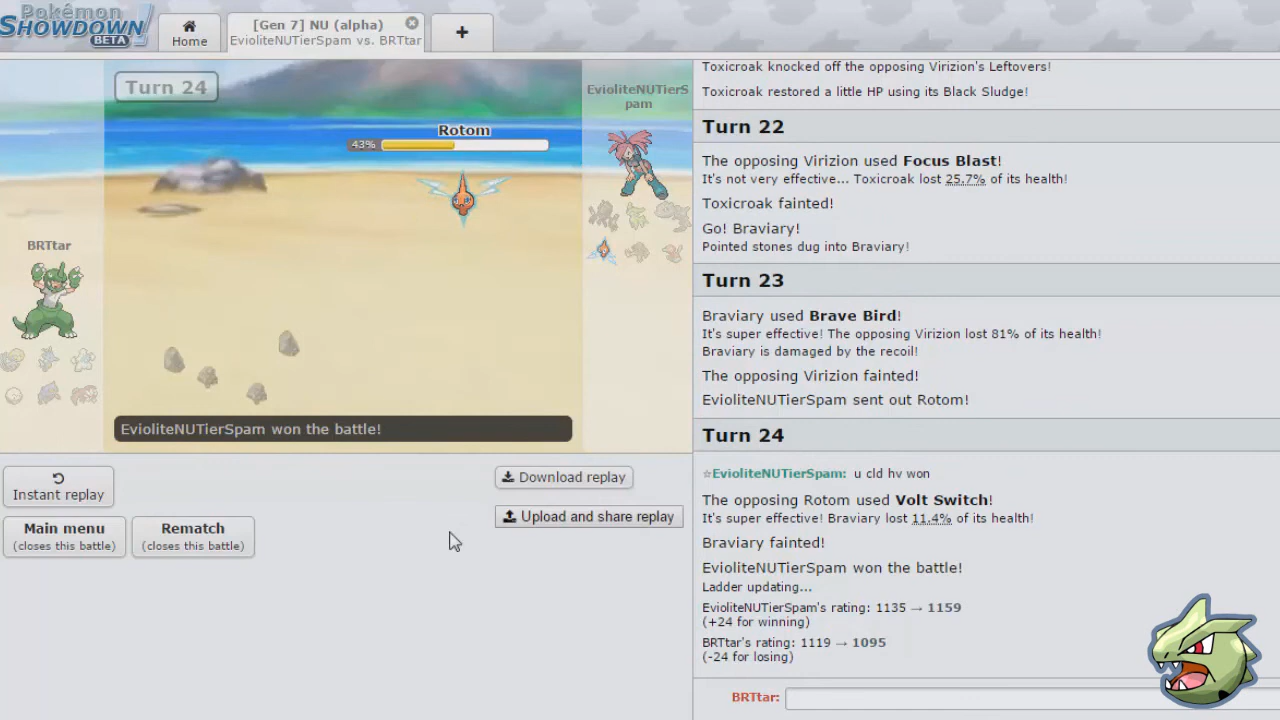 Pokémon
SHOWDOWN!
BETA
Home
[Gen 7] NU (alpha)
EvioliteNUTierSpam vs. BRTtar
+
Turn 24
Rotom
43%
EvioliteNUTierS
pam
BRTtar
EvioliteNUTierSpam won the battle!
Instant replay
Download replay
Upload and share replay
Main menu
(closes this battle)
Rematch
(closes this battle)
Toxicroak knocked off the opposing Virizion's Leftovers!
Toxicroak restored a little HP using its Black Sludge!
Turn 22
The opposing Virizion used Focus Blast!
It's not very effective... Toxicroak lost 25.7% of its health!
Toxicroak fainted!
Go! Braviary!
Pointed stones dug into Braviary!
Turn 23
Braviary used Brave Bird!
It's super effective! The opposing Virizion lost 81% of its health!
Braviary is damaged by the recoil!
The opposing Virizion fainted!
EvioliteNUTierSpam sent out Rotom!
Turn 24
☆EvioliteNUTierSpam: u cld hv won
The opposing Rotom used Volt Switch!
It's super effective! Braviary lost 11.4% of its health!
Braviary fainted!
EvioliteNUTierSpam won the battle!
Ladder updating...
EvioliteNUTierSpam's rating: 1135 → 1159
(+24 for winning)
BRTtar's rating: 1119 → 1095
(-24 for losing)
BRTtar: